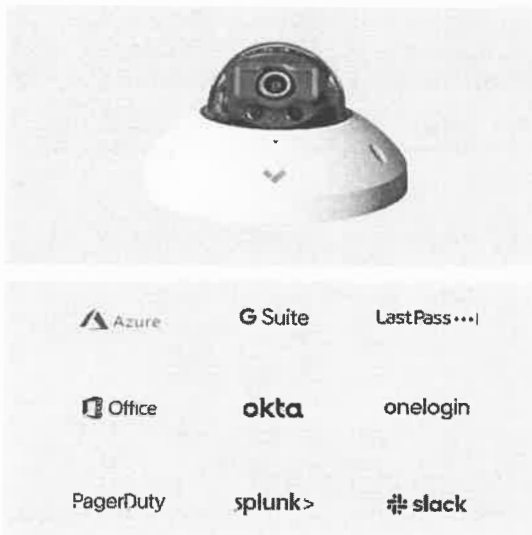 Azure G Suite LastPass•••|
Office okta onelogin
PagerDuty splunk> slack